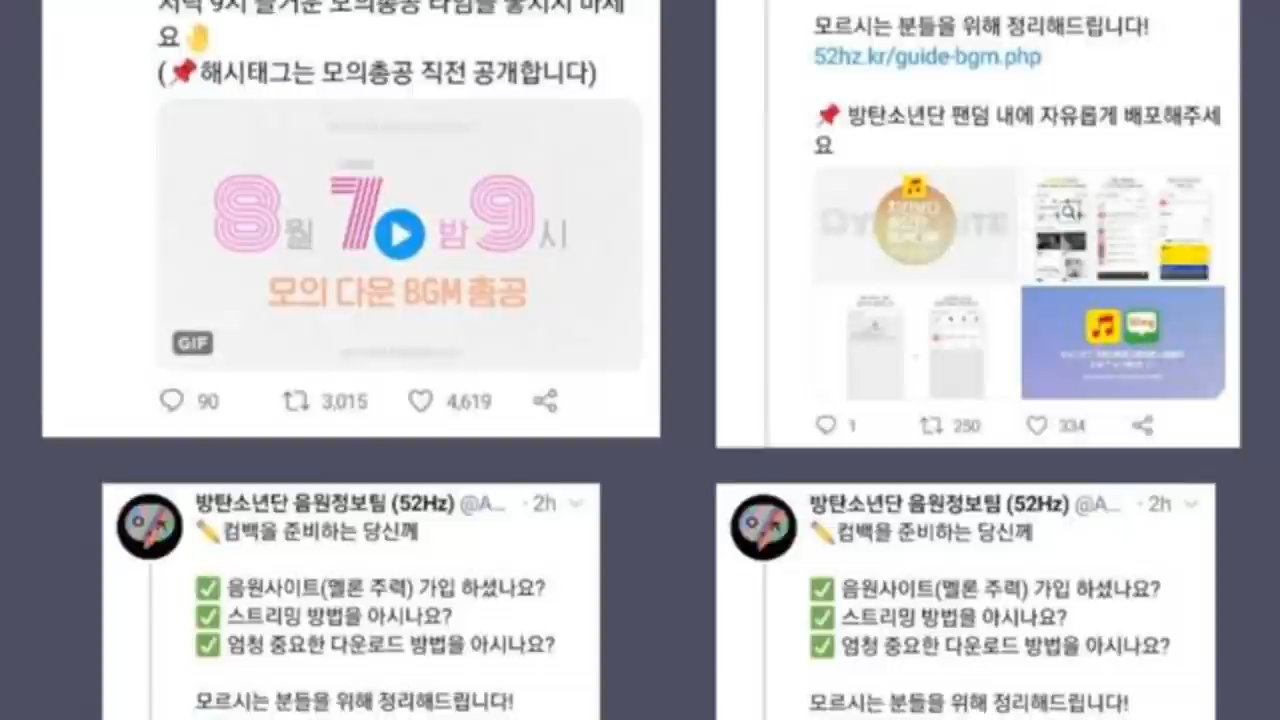 저녁 9시 즐거운 모의총공 타임을 놓치지 마세
요🤚
(📌해시태그는 모의총공 직전 공개합니다)
8월 7 밤 9시
모의 다운 BGM 총공
GIF
90 3,015 4,619
모르시는 분들을 위해 정리해드립니다!
52hz.kr/guide-bgm.php
📌 방탄소년단 팬덤 내에 자유롭게 배포해주세
요
1 250 334
방탄소년단 음원정보팀 (52Hz) @A... · 2h
✏️컴백을 준비하는 당신께
✅ 음원사이트(멜론 주력) 가입 하셨나요?
✅ 스트리밍 방법을 아시나요?
✅ 엄청 중요한 다운로드 방법을 아시나요?
모르시는 분들을 위해 정리해드립니다!
방탄소년단 음원정보팀 (52Hz) @A... · 2h
✏️컴백을 준비하는 당신께
✅ 음원사이트(멜론 주력) 가입 하셨나요?
✅ 스트리밍 방법을 아시나요?
✅ 엄청 중요한 다운로드 방법을 아시나요?
모르시는 분들을 위해 정리해드립니다!